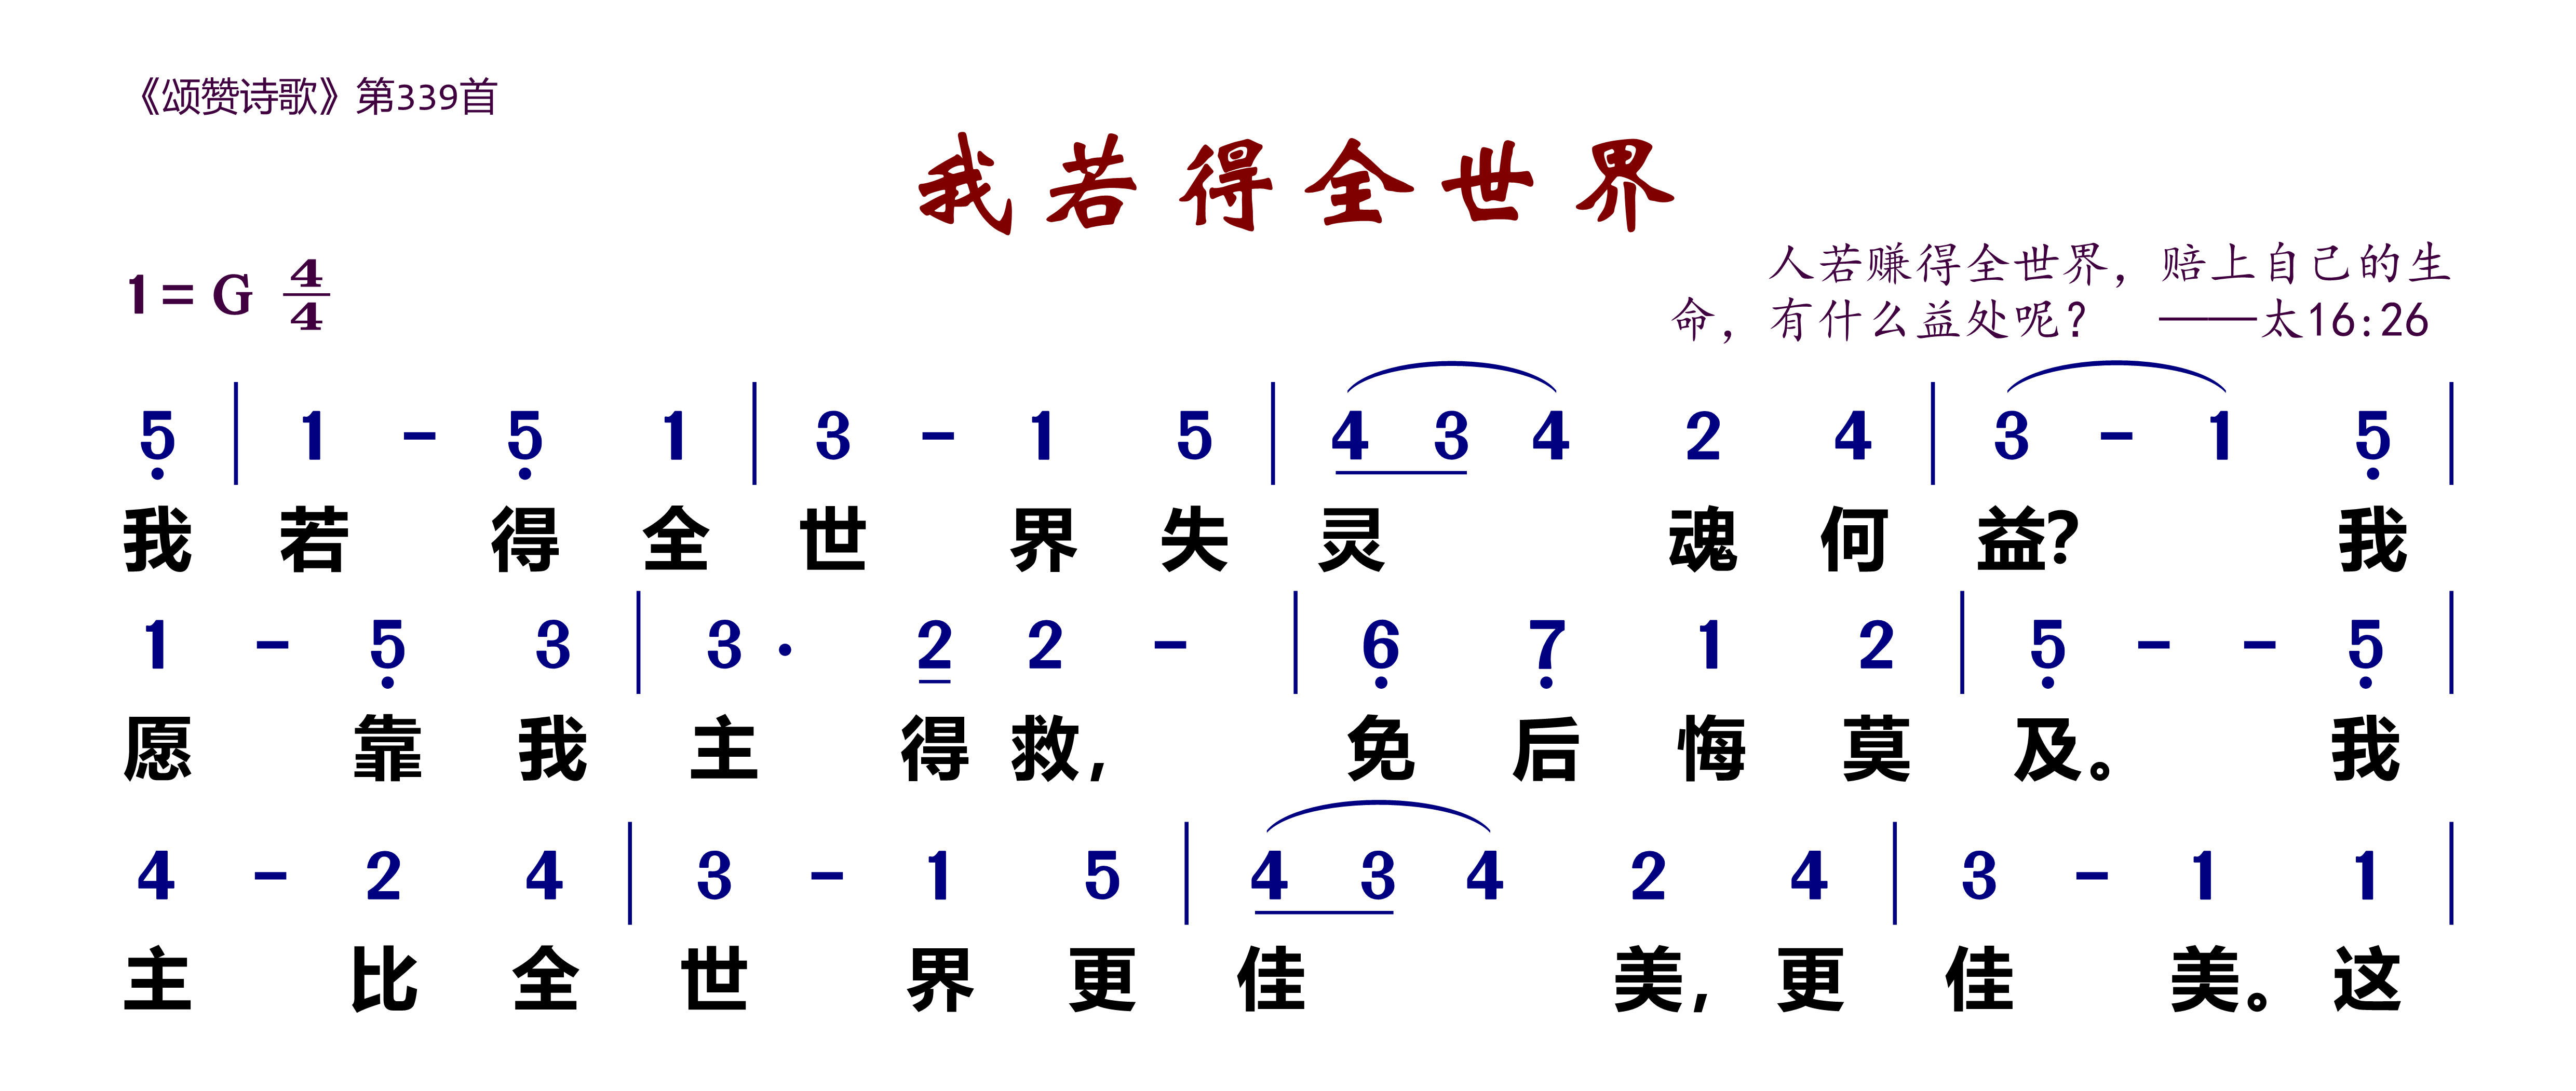 《颂赞诗歌》第339首
我若得全世界
1=G 4/4
人若赚得全世界，赔上自己的生
命，有什么益处呢？ ——太16:26
5̣ | 1 - 5̣ 1 | 3 - 1 5 | 4 3 4 2 4 | 3 - 1 5̣ |
我若得全世界失灵魂何益？我
1 - 5̣ 3 | 3 · 2 2 - | 6̣ 7̣ 1 2 | 5̣ - - 5̣ |
愿靠我主得救，免后悔莫及。我
4 - 2 4 | 3 - 1 5 | 4 3 4 2 4 | 3 - 1 1 |
主比全世界更佳美，更佳美。这